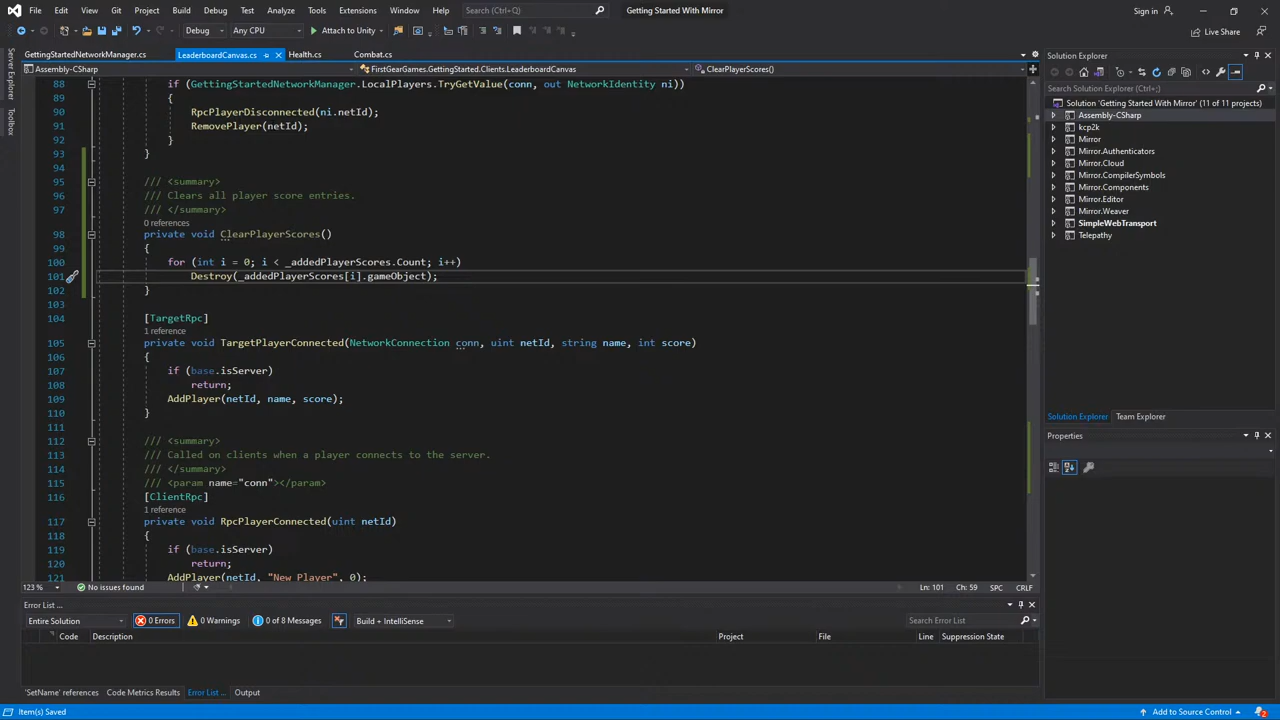 File Edit View Git Project Build Debug Test Analyze Tools Extensions Window Help Search (Ctrl+;) Getting Started With Mirror Sign in
Debug Any CPU Attach to Unity Live Share
GettingStartedNetworkManager.cs LeaderboardCanvas.cs Health.cs Combat.cs
Assembly-CSharp FirstGearGames.GettingStarted.Clients.LeaderboardCanvas ClearPlayerScores()
88 if (GettingStartedNetworkManager.LocalPlayers.TryGetValue(conn, out NetworkIdentity ni))
89 {
90 RpcPlayerDisconnected(ni.netId);
91 RemovePlayer(netId);
92 }
93 }
94
95 /// <summary>
96 /// Clears all player score entries.
97 /// </summary>
0 references
98 private void ClearPlayerScores()
99 {
100 for (int i = 0; i < _addedPlayerScores.Count; i++)
101 Destroy(_addedPlayerScores[i].gameObject);
102 }
103
104 [TargetRpc]
1 reference
105 private void TargetPlayerConnected(NetworkConnection conn, uint netId, string name, int score)
106 {
107 if (base.isServer)
108 return;
109 AddPlayer(netId, name, score);
110 }
111
112 /// <summary>
113 /// Called on clients when a player connects to the server.
114 /// </summary>
115 /// <param name="conn"></param>
116 [ClientRpc]
1 reference
117 private void RpcPlayerConnected(uint netId)
118 {
119 if (base.isServer)
120 return;
121 AddPlayer(netId, "New Player", 0);
123 % No issues found Ln: 101 Ch: 59 SPC CRLF
Error List ...
Entire Solution 0 Errors 0 Warnings 0 of 8 Messages Build + IntelliSense Search Error List
Code Description Project File Line Suppression State
'SetName' references Code Metrics Results Error List ... Output
Item(s) Saved Add to Source Control 2
Server Explorer
Toolbox
Solution Explorer
Search Solution Explorer (Ctrl+;)
Solution 'Getting Started With Mirror' (11 of 11 projects)
Assembly-CSharp
kcp2k
Mirror
Mirror.Authenticators
Mirror.Cloud
Mirror.CompilerSymbols
Mirror.Components
Mirror.Editor
Mirror.Weaver
SimpleWebTransport
Telepathy
Solution Explorer Team Explorer
Properties